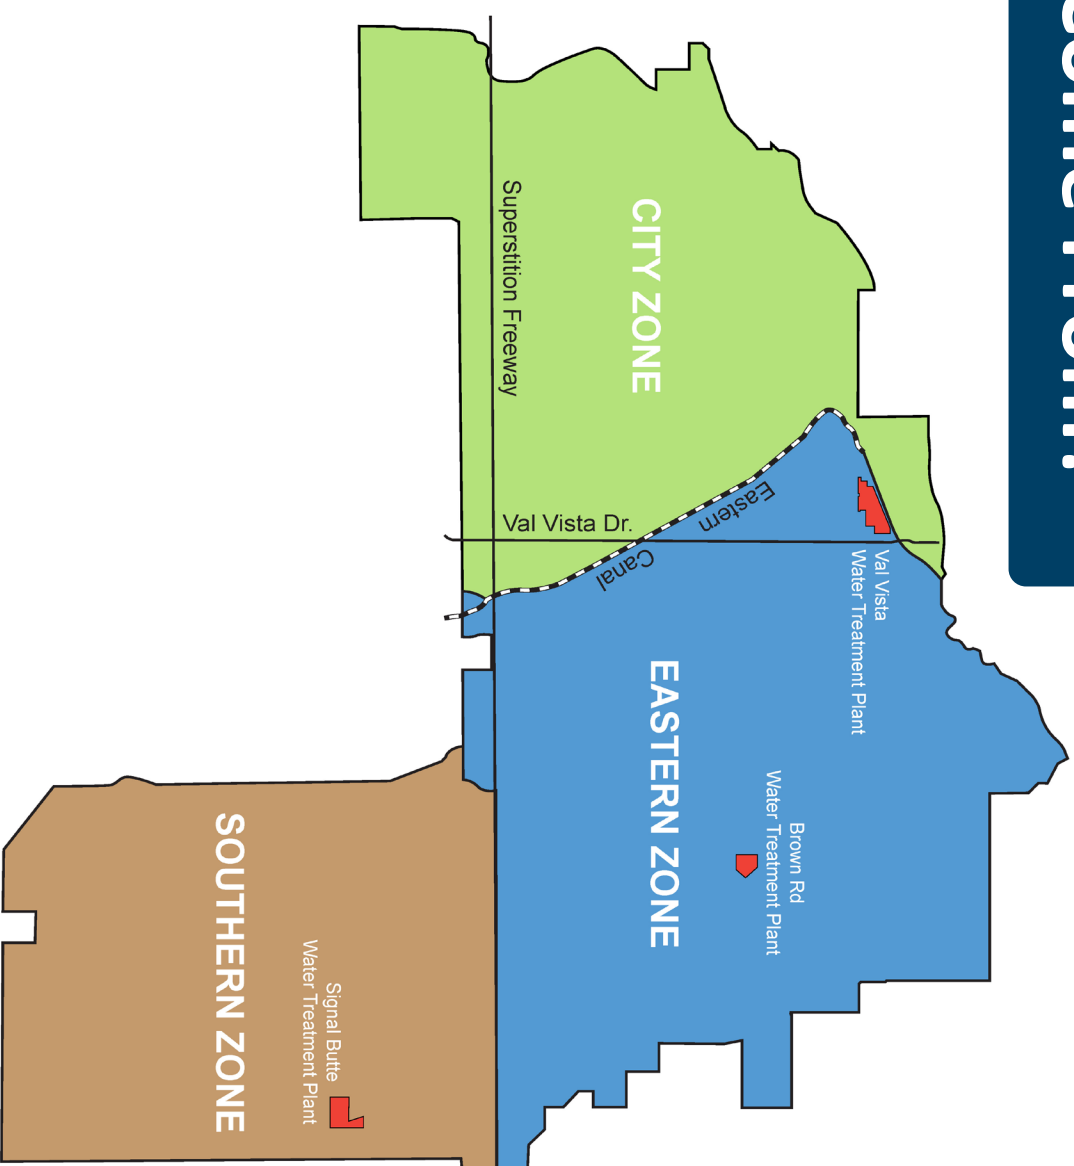 CITY ZONE
Superstition Freeway
Val Vista Dr.
Eastern
Canal
Val Vista
Water Treatment Plant
EASTERN ZONE
Brown Rd
Water Treatment Plant
SOUTHERN ZONE
Signal Butte
Water Treatment Plant